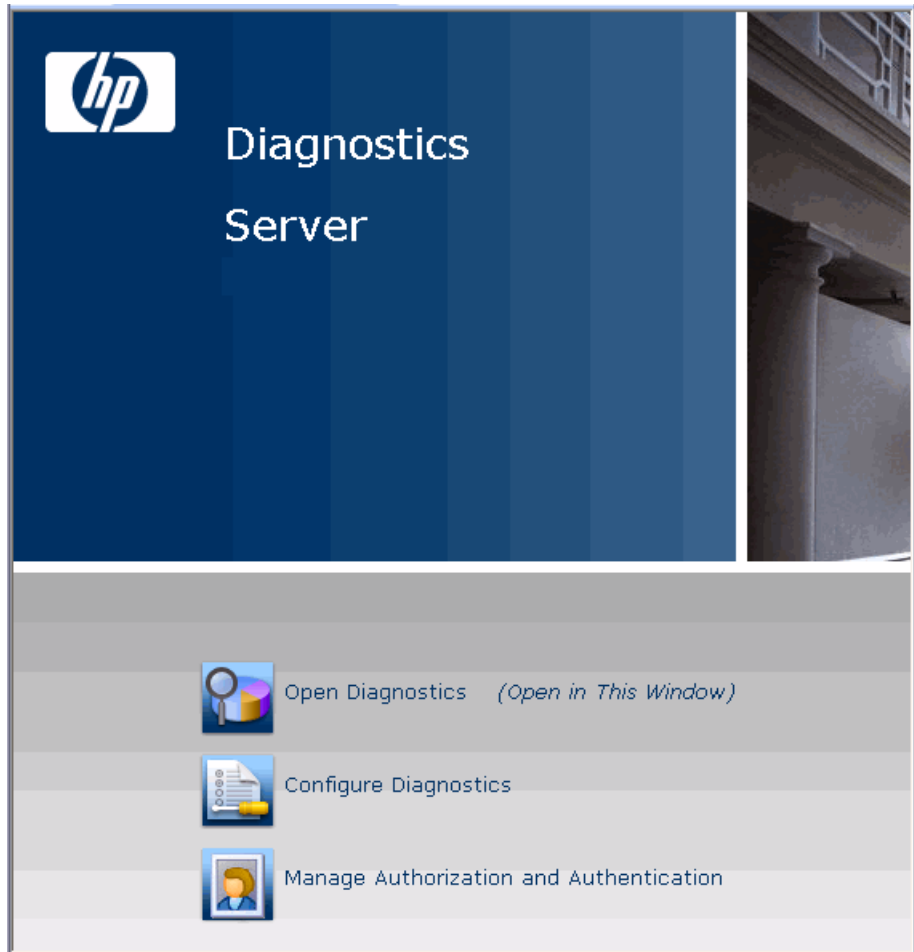 hp
Diagnostics
Server
Open Diagnostics (Open in This Window)
Configure Diagnostics
Manage Authorization and Authentication